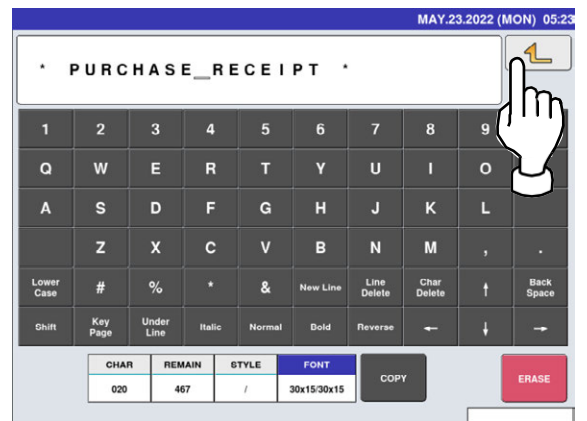 MAY.23.2022 (MON) 05:23
* PURCHASE_RECEIPT *
1 2 3 4 5 6 7 8 9
Q W E R T Y U I O
A S D F G H J K L
Z X C V B N M , .
Lower Case # % * & New Line Line Delete Char Delete ↑ Back Space
Shift Key Page Under Line Italic Normal Bold Reverse ← ↓ →
CHAR REMAIN STYLE FONT
020 467 / 30x15/30x15
COPY
ERASE